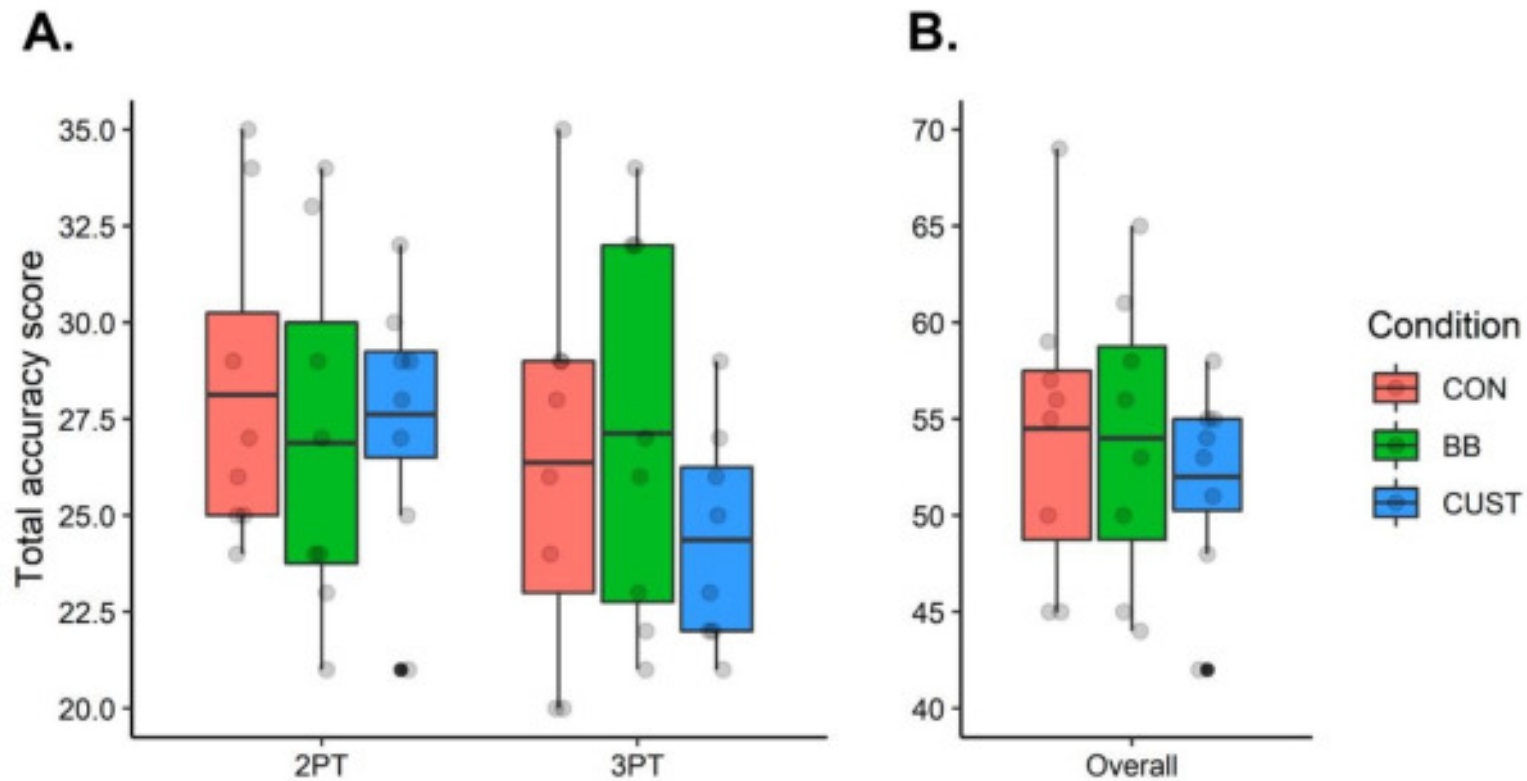 A.
B.
Total accuracy score
35.0
32.5
30.0
27.5
25.0
22.5
20.0
2PT
3PT
70
65
60
55
50
45
40
Overall
Condition
CON
BB
CUST